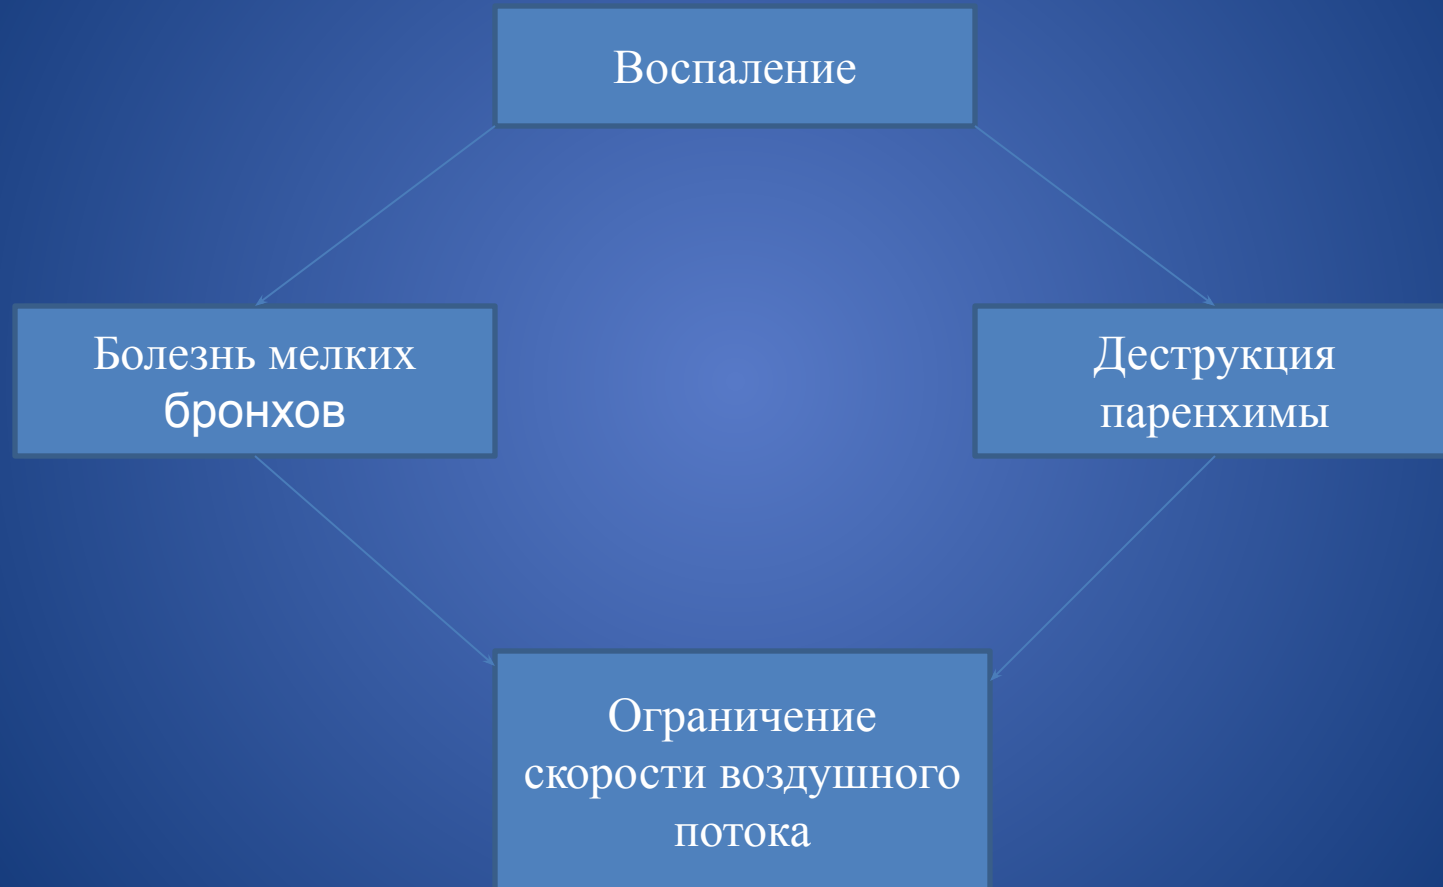 Воспаление
Болезнь мелких
бронхов
Деструкция
паренхимы
Ограничение
скорости воздушного
потока